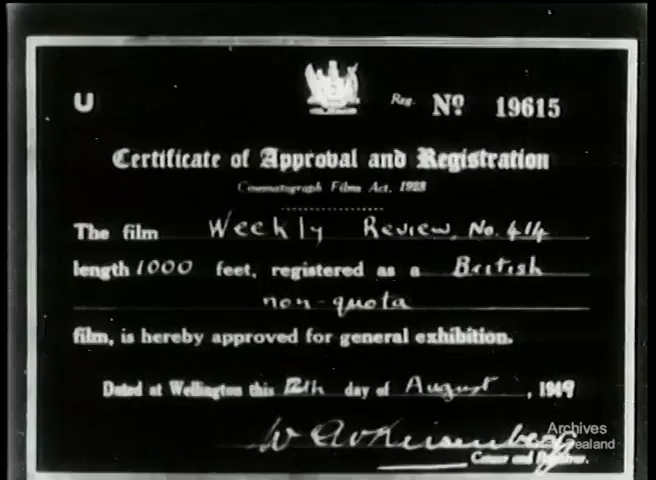 U
Reg. Nº 19615
Certificate of Approval and Registration
Cinematograph Films Act, 1928
The film Weekly Review, No. 414
length 1000 feet, registered as a British
non-quota
film, is hereby approved for general exhibition.
Dated at Wellington this 12th day of August, 1949
Archives
Censor and Registrar.